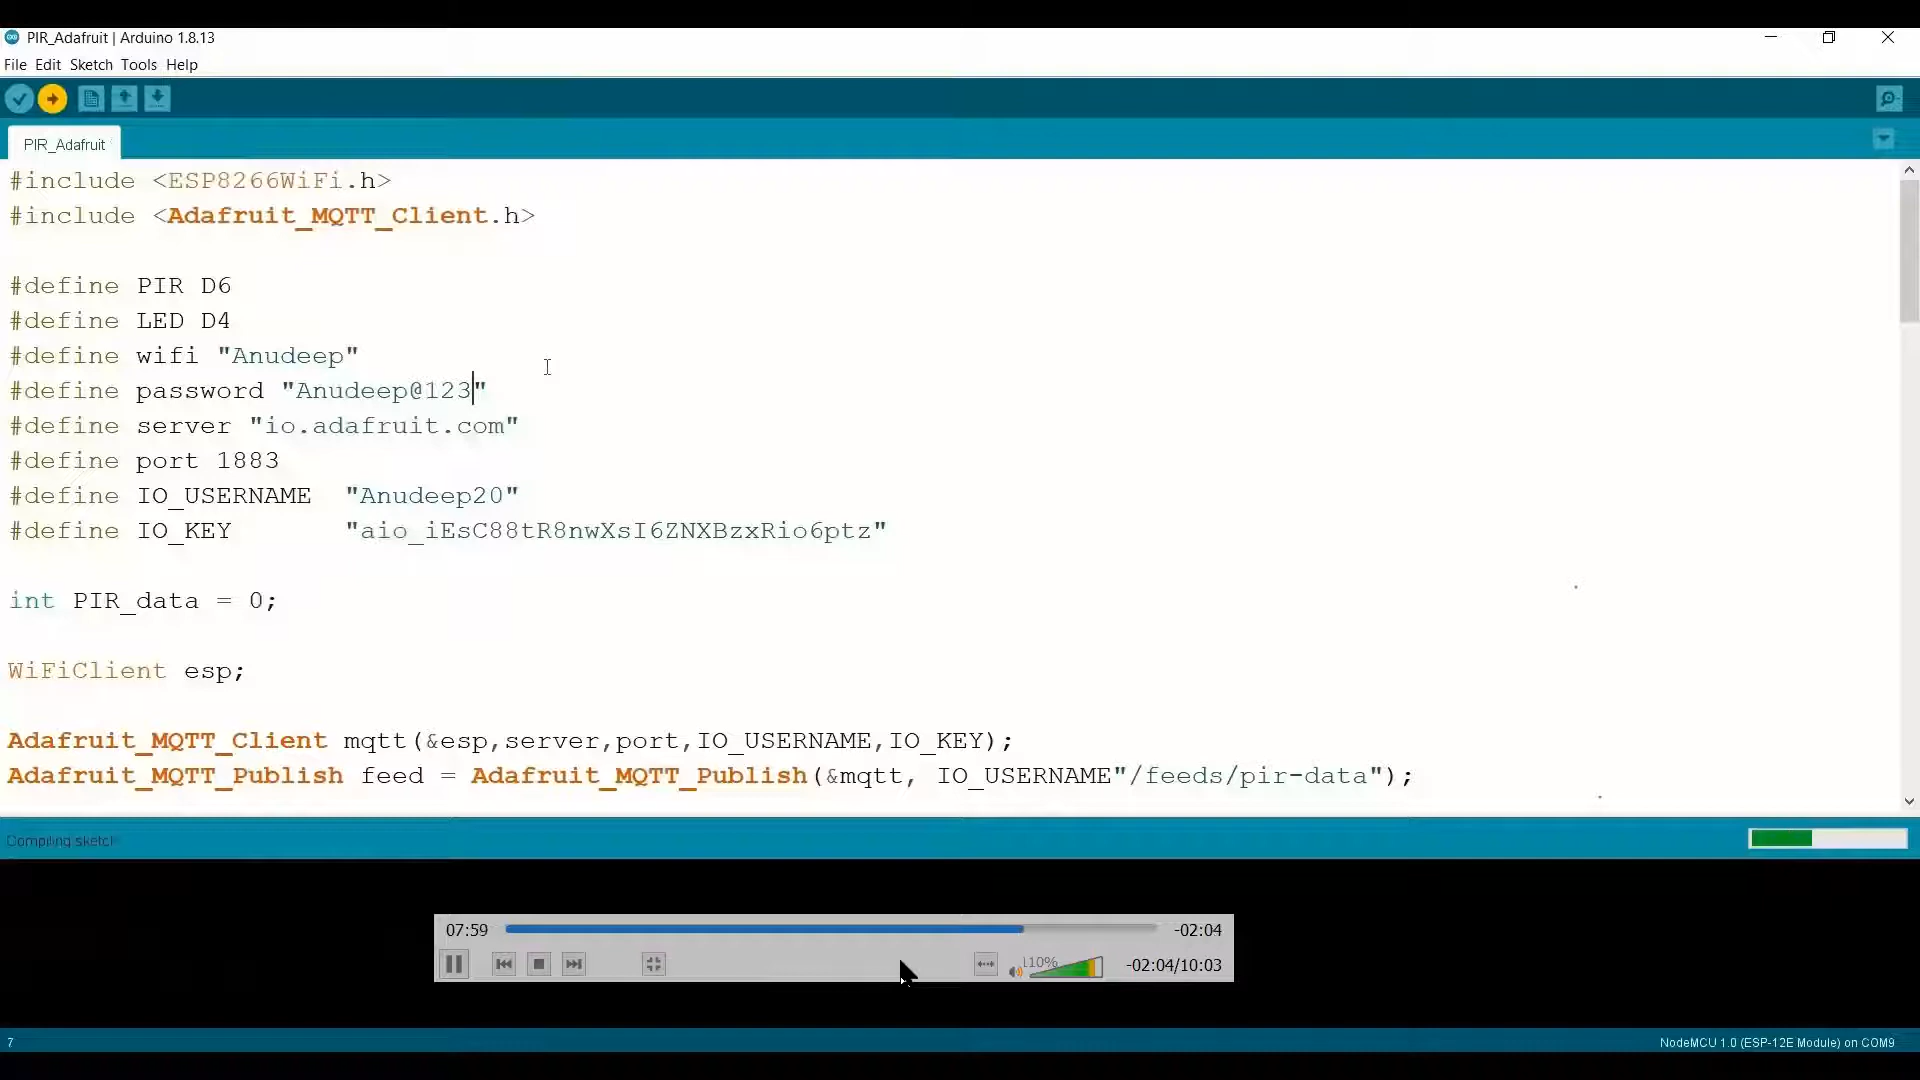 PIR_Adafruit | Arduino 1.8.13
File Edit Sketch Tools Help
PIR_Adafruit
#include <ESP8266WiFi.h>
#include <Adafruit_MQTT_Client.h>
#define PIR D6
#define LED D4
#define wifi "Anudeep"
#define password "Anudeep@123"
#define server "io.adafruit.com"
#define port 1883
#define IO_USERNAME "Anudeep20"
#define IO_KEY "aio_iEsC88tR8nwXsI6ZNXBzxRio6ptz"
int PIR_data = 0;
WiFiClient esp;
Adafruit_MQTT_Client mqtt(&esp,server,port,IO_USERNAME,IO_KEY);
Adafruit_MQTT_Publish feed = Adafruit_MQTT_Publish(&mqtt, IO_USERNAME"/feeds/pir-data");
Compiling sketch
07:59 -02:04
110% -02:04/10:03
7 NodeMCU 1.0 (ESP-12E Module) on COM9